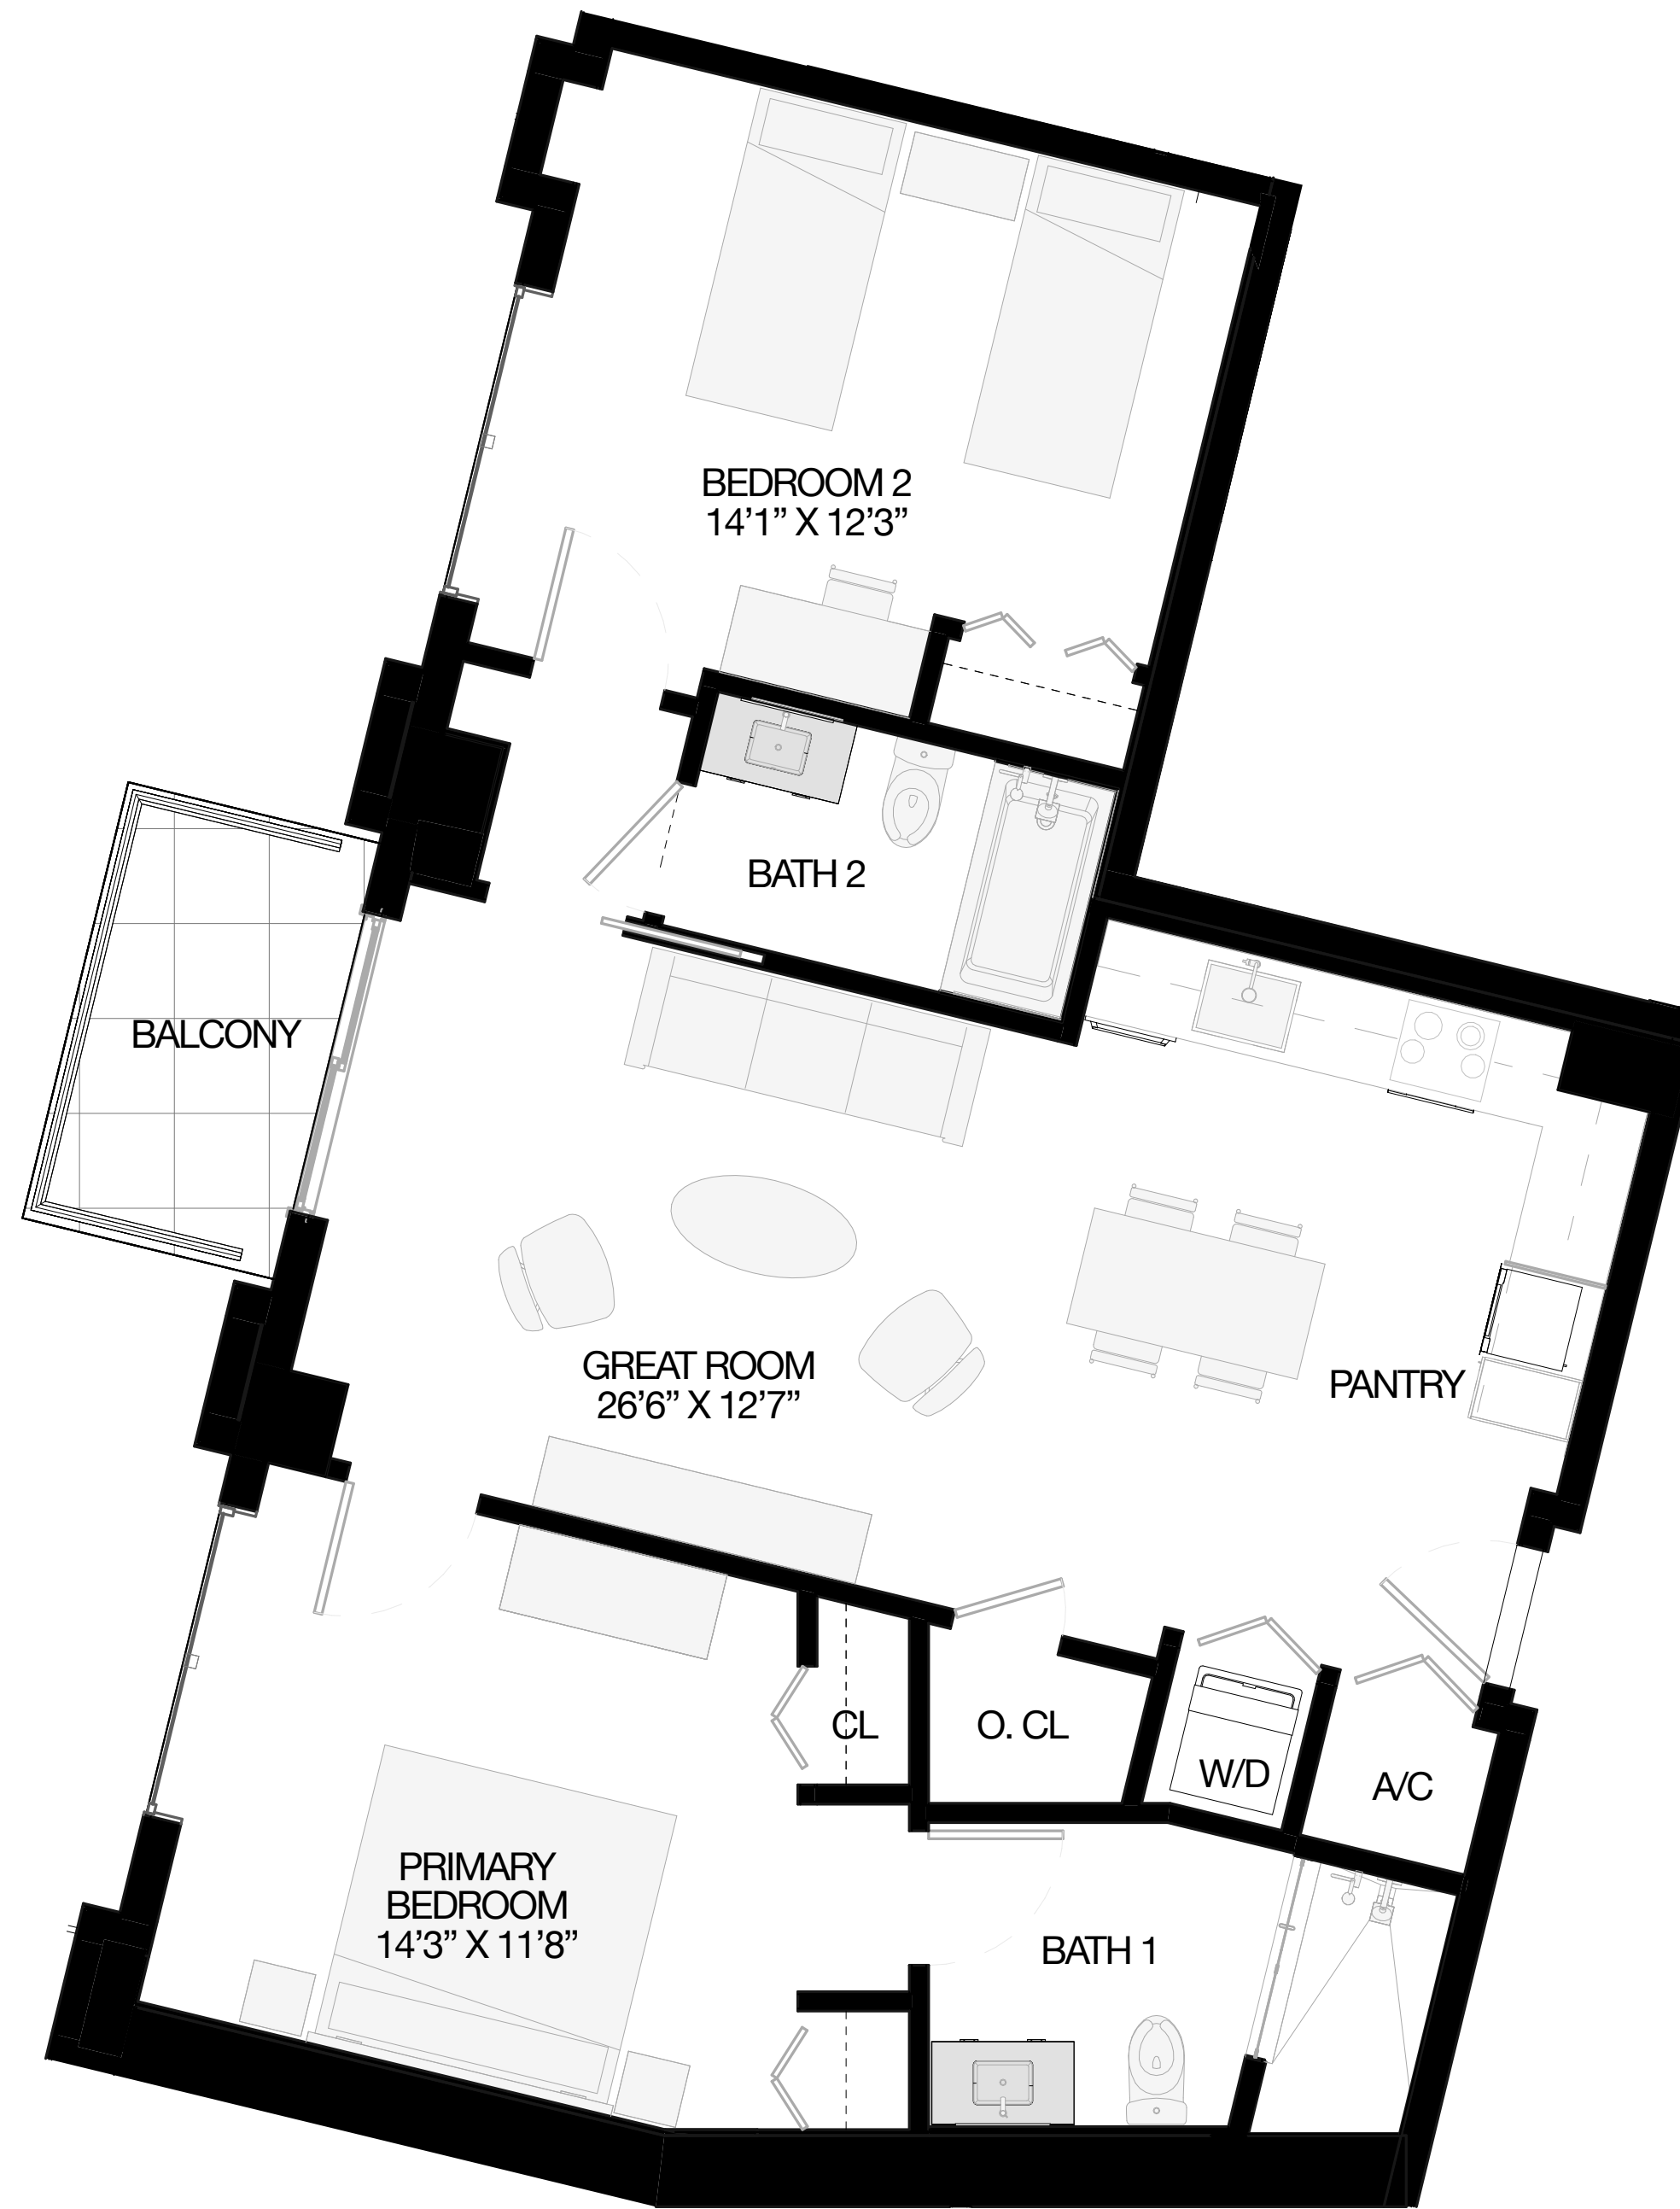 BEDROOM 2
14’1” X 12’3”
BATH 2
BALCONY
GREAT ROOM
26’6” X 12’7”
PANTRY
CL
O. CL
W/D
A/C
PRIMARY
BEDROOM
14’3” X 11’8”
BATH 1